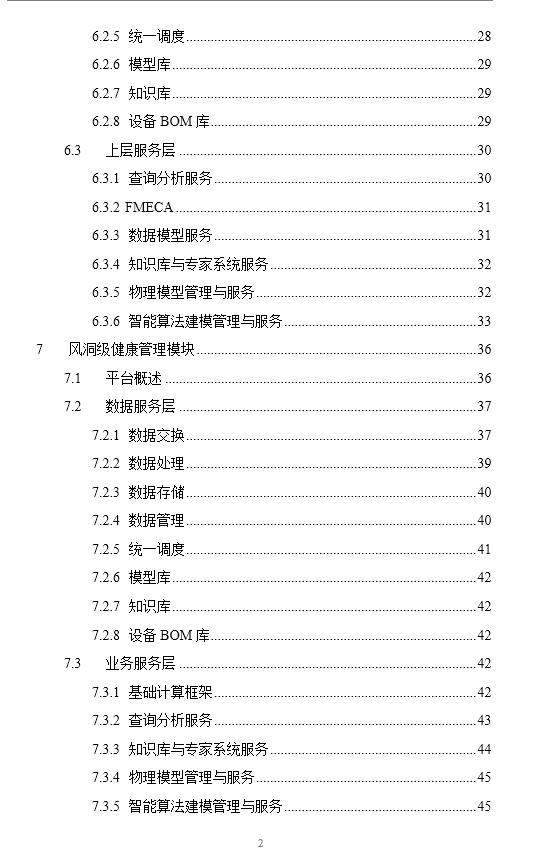 6.2.5 统一调度 28
6.2.6 模型库 29
6.2.7 知识库 29
6.2.8 设备 BOM 库 29
6.3 上层服务层 30
6.3.1 查询分析服务 30
6.3.2 FMECA 31
6.3.3 数据模型服务 31
6.3.4 知识库与专家系统服务 32
6.3.5 物理模型管理与服务 32
6.3.6 智能算法建模管理与服务 33
7 风洞级健康管理模块 36
7.1 平台概述 36
7.2 数据服务层 37
7.2.1 数据交换 37
7.2.2 数据处理 39
7.2.3 数据存储 40
7.2.4 数据管理 40
7.2.5 统一调度 41
7.2.6 模型库 42
7.2.7 知识库 42
7.2.8 设备 BOM 库 42
7.3 业务服务层 42
7.3.1 基础计算框架 42
7.3.2 查询分析服务 43
7.3.3 知识库与专家系统服务 44
7.3.4 物理模型管理与服务 45
7.3.5 智能算法建模管理与服务 45
2